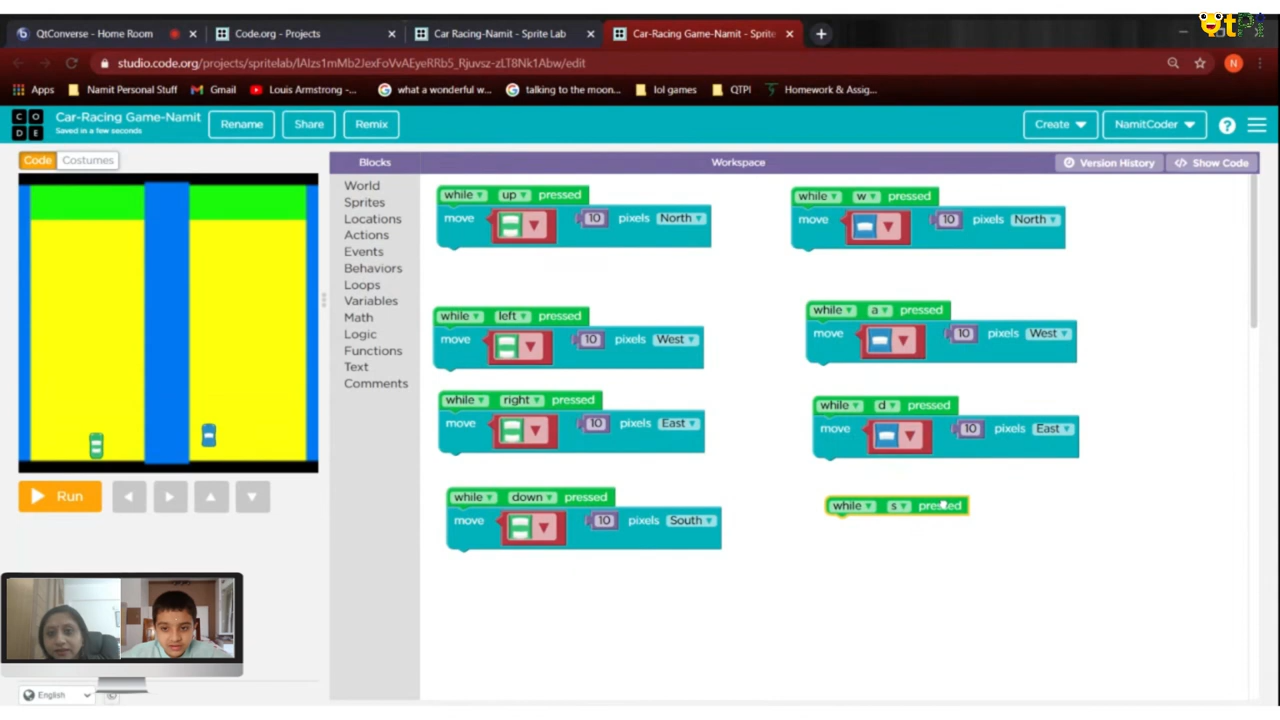 QtPi
QtConverse - Home Room
Code.org - Projects
Car Racing-Namit - Sprite Lab
Car-Racing Game-Namit - Sprite
studio.code.org/projects/spritelab/
/edit
N
Apps
Namit Personal Stuff
Gmail
Louis Armstrong -...
what a wonderful w...
talking to the moon...
lol games
QTPI
Homework & Assig...
C O
D E
Car-Racing Game-Namit
Saved in a few seconds
Rename
Share
Remix
Create
NamitCoder
?
Code
Costumes
Blocks
Workspace
Version History
Show Code
World
Sprites
Locations
Actions
Events
Behaviors
Loops
Variables
Math
Logic
Functions
Text
Comments
while up pressed
move 10 pixels North
while w pressed
move 10 pixels North
while left pressed
move 10 pixels West
while a pressed
move 10 pixels West
while right pressed
move 10 pixels East
while d pressed
move 10 pixels East
while down pressed
move 10 pixels South
while s pressed
Run
English